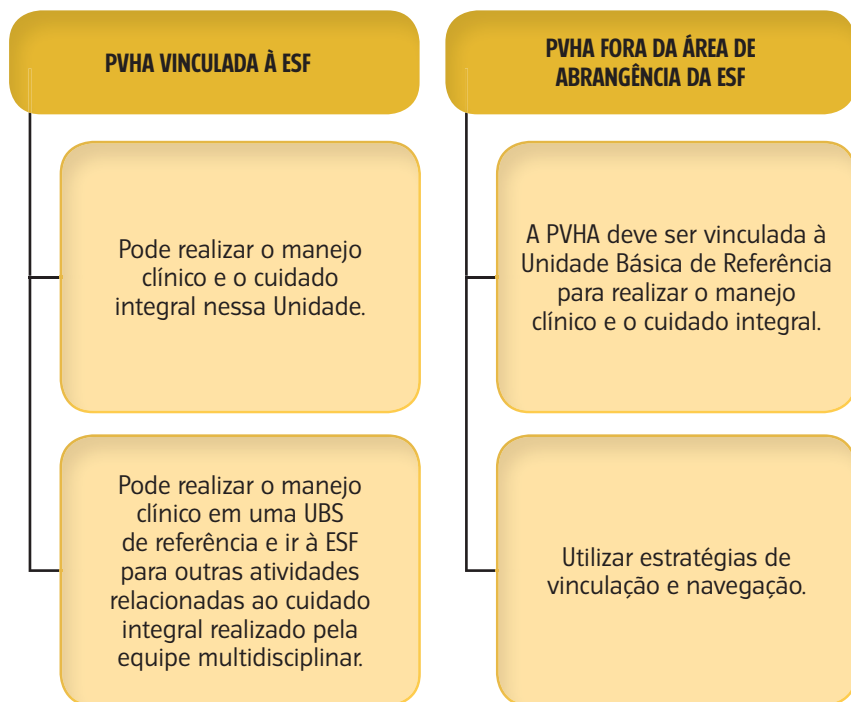 PVHA VINCULADA À ESF
Pode realizar o manejo
clínico e o cuidado
integral nessa Unidade.
Pode realizar o manejo
clínico em uma UBS
de referência e ir à ESF
para outras atividades
relacionadas ao cuidado
integral realizado pela
equipe multidisciplinar.
PVHA FORA DA ÁREA DE
ABRANGÊNCIA DA ESF
A PVHA deve ser vinculada à
Unidade Básica de Referência
para realizar o manejo
clínico e o cuidado integral.
Utilizar estratégias de
vinculação e navegação.